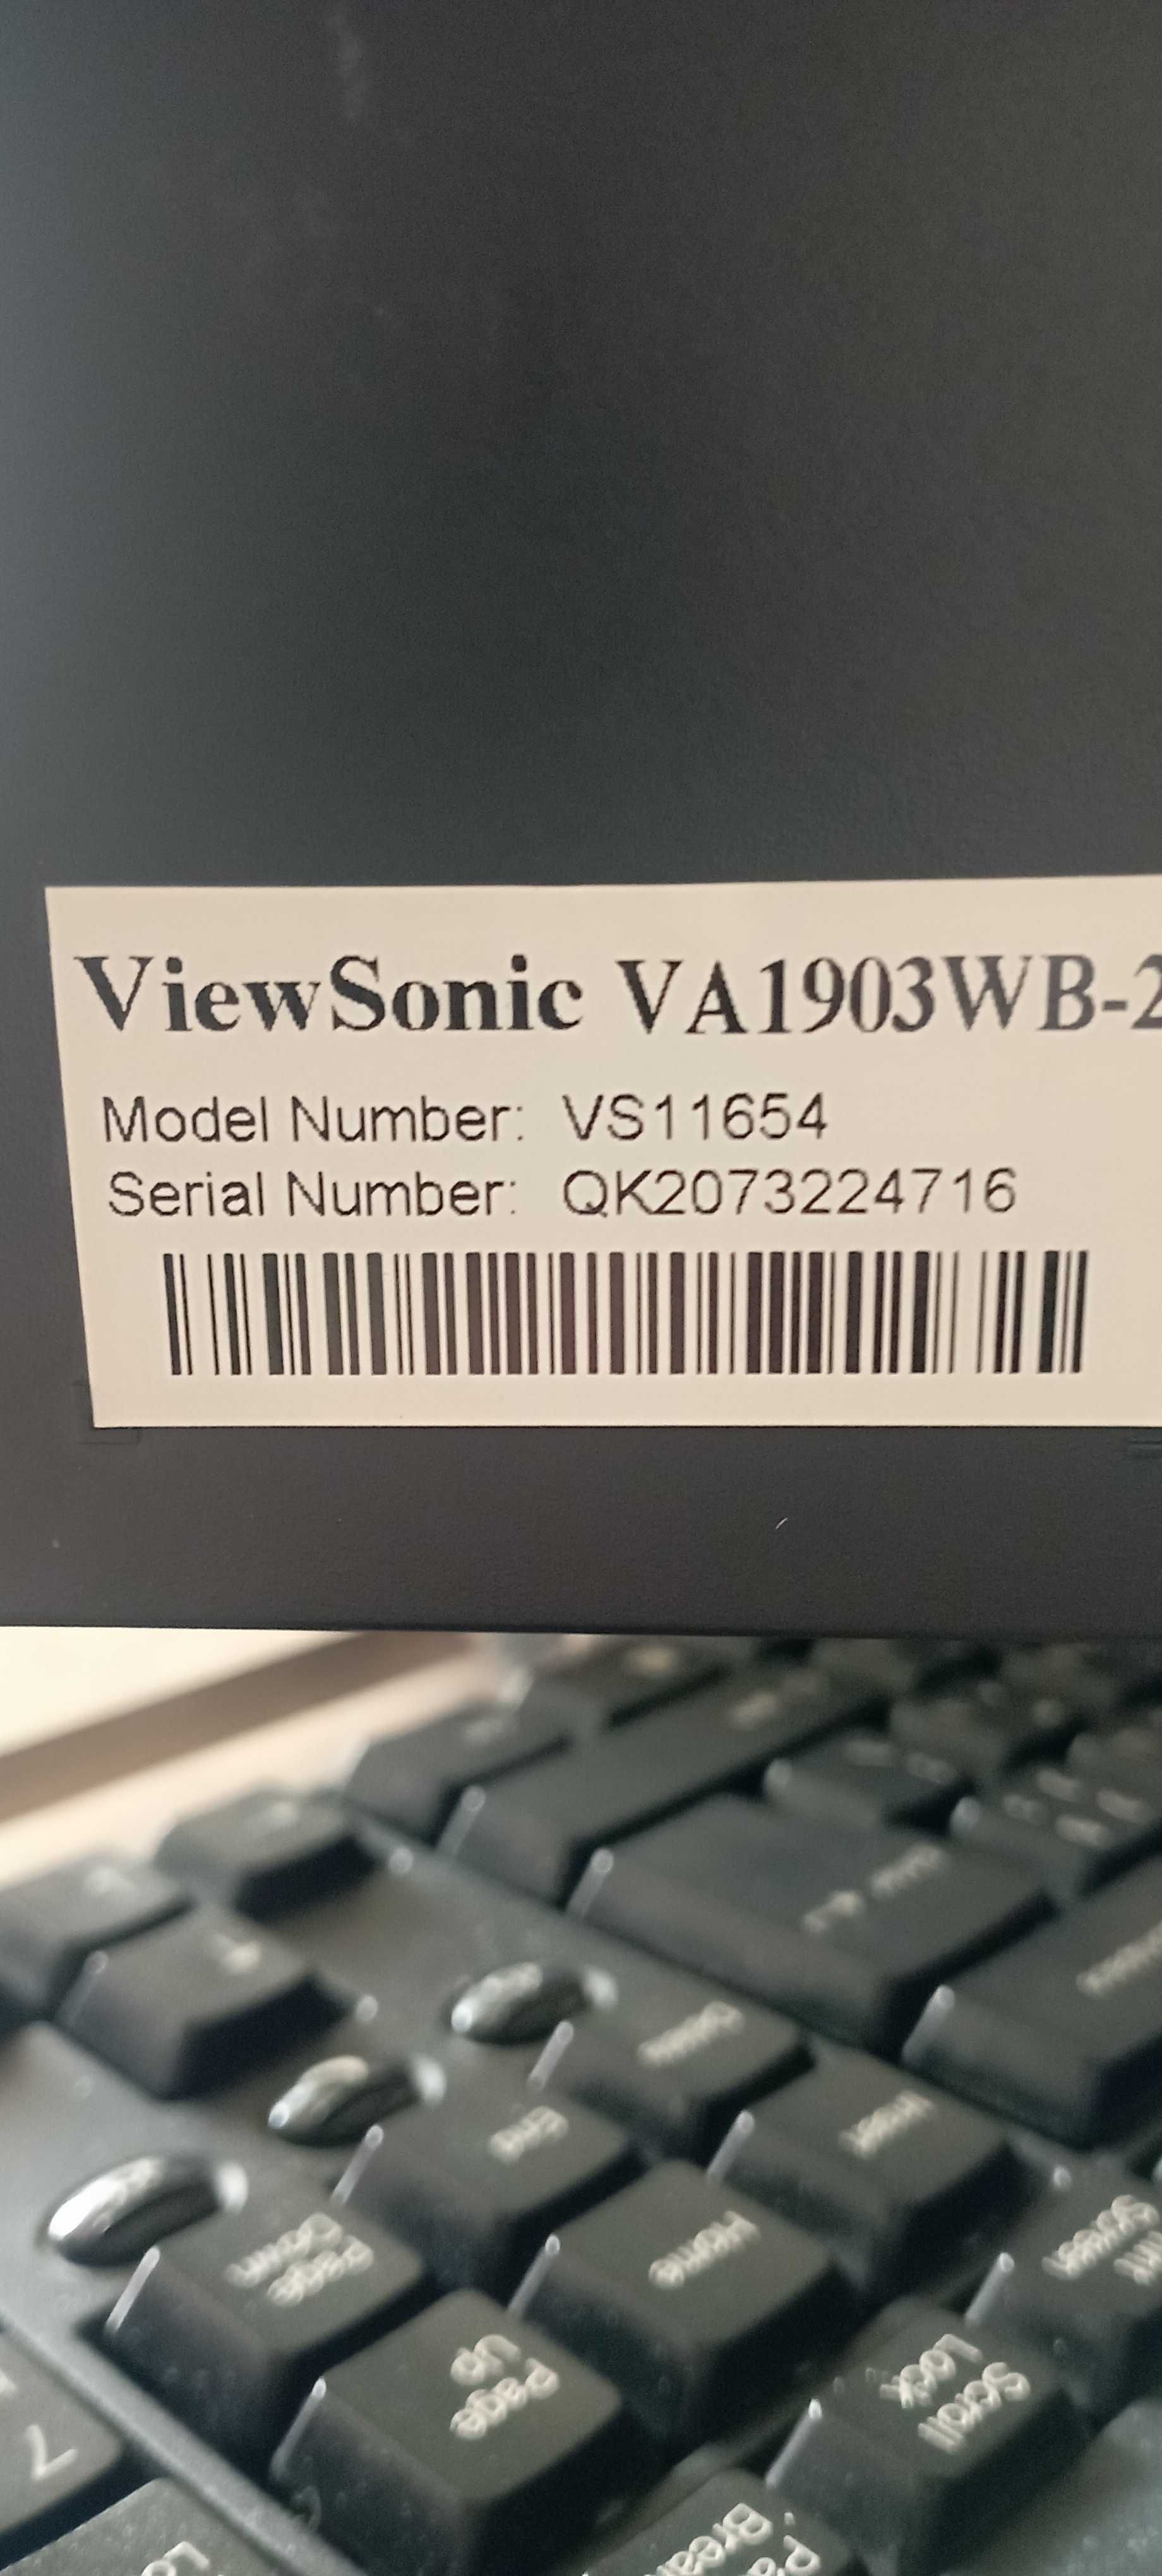 ViewSonic VA1903WB-2
Model Number: VS11654
Serial Number: QK2073224716
Delete
End
Insert
Page
Down
Home
Page
Up
Scroll
Lock
7